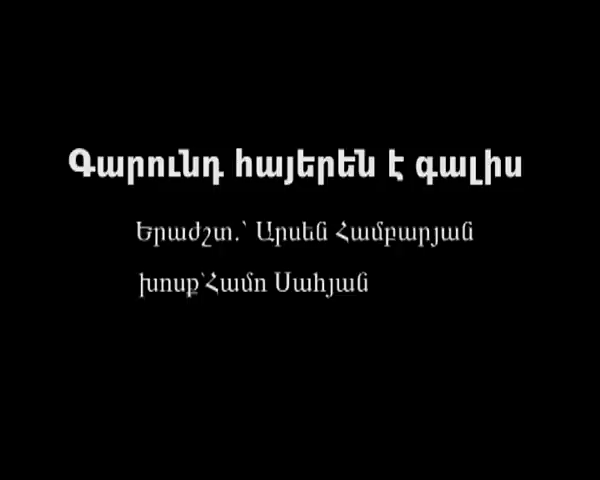 Գարունդ հայերեն է գալիս
Երաժշտ.՝ Արսեն Համբարյան
խոսք՝Համո Սահյան